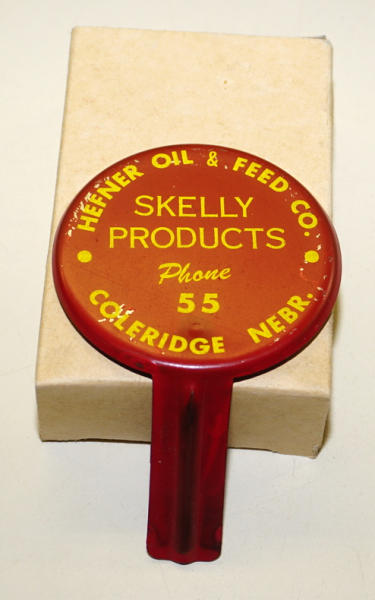 HEFNER OIL & FEED CO.
SKELLY
PRODUCTS
Phone
55
COLERIDGE NEBR.